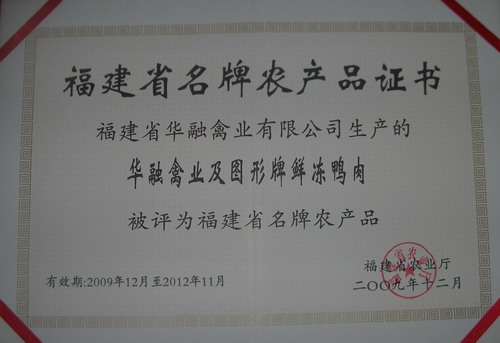 福建省名牌农产品证书
福建省华融禽业有限公司生产的
华融禽业及图形牌鲜冻鸭肉
被评为福建省名牌农产品
福建省农业厅
有效期:2009年12月至2012年11月
二〇〇九年十二月